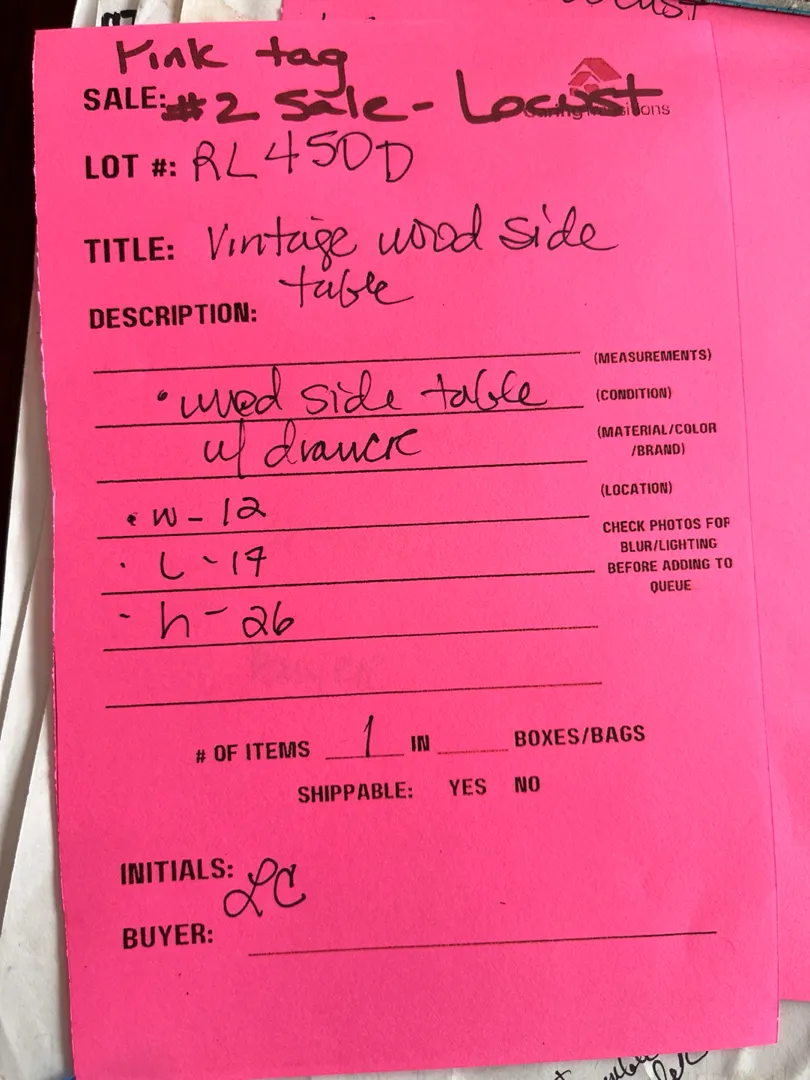 Pink tag
SALE: #2 Sale - Locust
LOT #: RL450D
TITLE: Vintage wood side
table
DESCRIPTION:
(MEASUREMENTS)
• wood side table
(CONDITION)
w/ drawer
(MATERIAL/COLOR
/BRAND)
(LOCATION)
• W - 12
CHECK PHOTOS FOR
BLUR/LIGHTING
BEFORE ADDING TO
QUEUE
• L - 17
- h - 26
# OF ITEMS 1 IN ____ BOXES/BAGS
SHIPPABLE: YES NO
INITIALS: LC
BUYER: